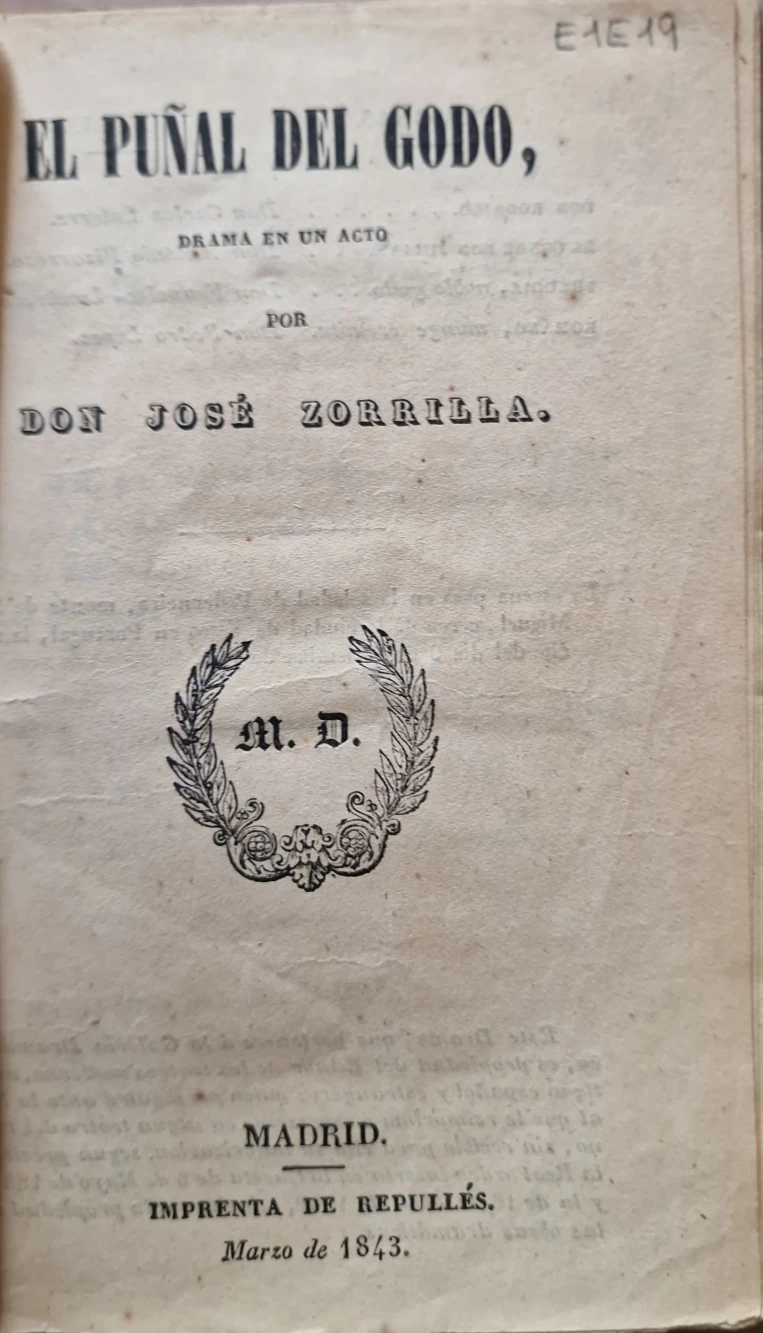 E1E19
EL PUÑAL DEL GODO,
DRAMA EN UN ACTO
POR
DON JOSÉ ZORRILLA.
M. D.
MADRID.
IMPRENTA DE REPULLÉS.
Marzo de 1843.